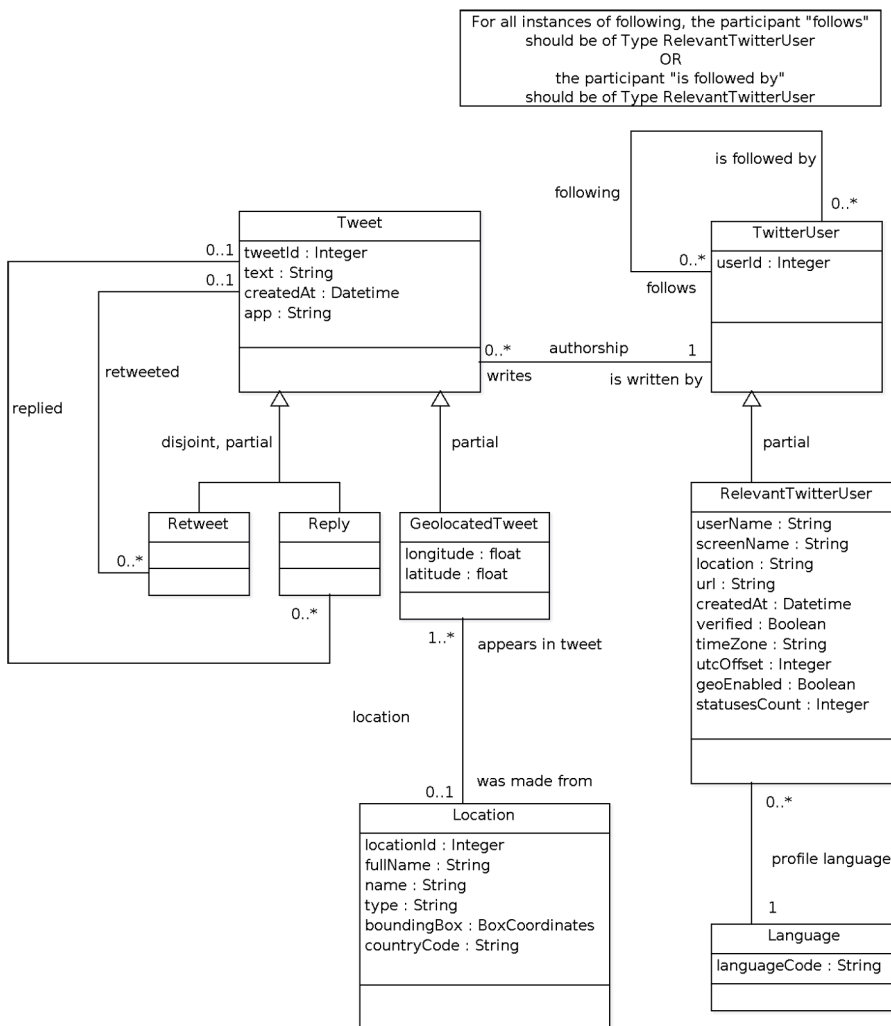 For all instances of following, the participant "follows"
should be of Type RelevantTwitterUser
OR
the participant "is followed by"
should be of Type RelevantTwitterUser
is followed by
following
0..*
TwitterUser
userId : Integer
0..*
follows
Tweet
tweetId : Integer
text : String
createdAt : Datetime
app : String
0..1
0..1
retweeted
replied
0..*
authorship
1
writes
is written by
disjoint, partial
partial
partial
Retweet
Reply
0..*
0..*
GeolocatedTweet
longitude : float
latitude : float
RelevantTwitterUser
userName : String
screenName : String
location : String
url : String
createdAt : Datetime
verified : Boolean
timeZone : String
utcOffset : Integer
geoEnabled : Boolean
statusesCount : Integer
1..*
appears in tweet
location
was made from
0..1
Location
locationId : Integer
fullName : String
name : String
type : String
boundingBox : BoxCoordinates
countryCode : String
0..*
profile language
1
Language
languageCode : String